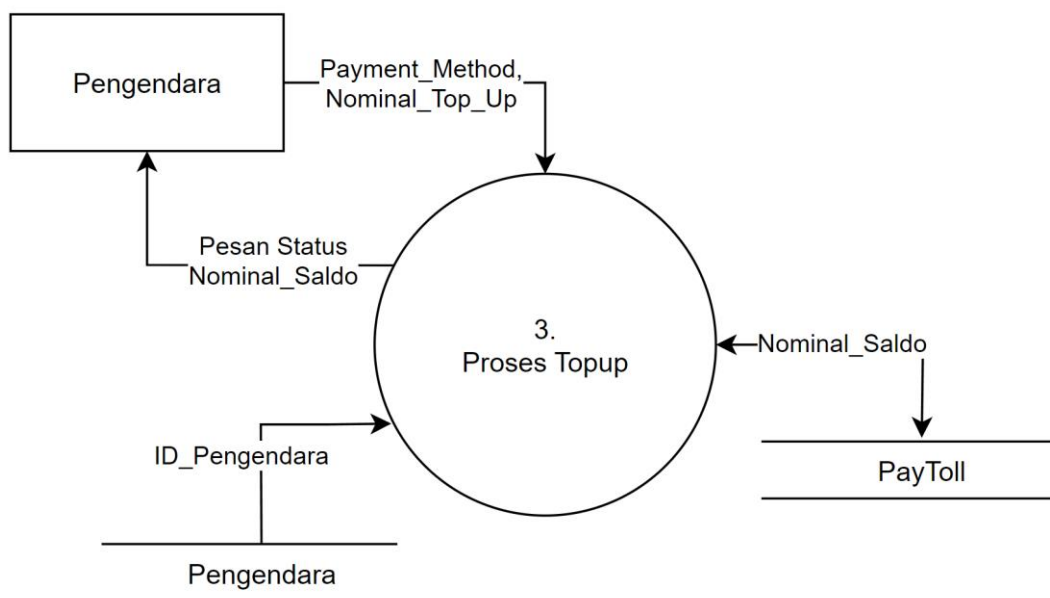 Pengendara
Payment_Method,
Nominal_Top_Up
Pesan Status
Nominal_Saldo
3.
Proses Topup
Nominal_Saldo
ID_Pengendara
PayToll
Pengendara